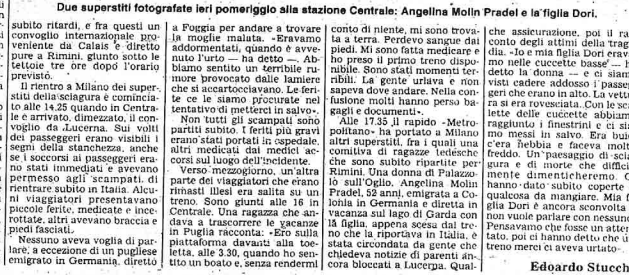 Due superstiti fotografate ieri pomeriggio alla stazione Centrale: Angelina Molin Pradel e la figlia Dori.
subito ritardi, e fra questi un
convoglio internazionale pro-
veniente da Calais e diretto
pure a Rimini, giunto sotto le
tettoie tre ore dopo l'orario
previsto.
Il rientro a Milano dei super-
stiti della sciagura è comincia-
to alle 14.25 quando in Centra-
le è arrivato, dimezzato, il con-
voglio da Lucerna. Sui volti
dei passeggeri erano visibili i
segni della stanchezza, anche
se i soccorsi ai passeggeri era-
no stati immediati e avevano
permesso agli scampati di
rientrare subito in Italia. Alcu-
ni viaggiatori presentavano
piccole ferite, medicate e ince-
rottate, altri avevano braccia e
piedi fasciati.
Nessuno aveva voglia di par-
lare, a eccezione di un pugliese
emigrato in Germania, diretto
a Foggia per andare a trovare
la moglie malata. «Eravamo
addormentati, quando è avve-
nuto l'urto — ha detto —. Ab-
biamo sentito un terribile ru-
more provocato dalle lamiere
che si accartocciavano. Le feri-
te ce le siamo procurate nel
tentativo di metterci in salvo».
Non tutti gli scampati sono
partiti subito. I feriti più gravi
erano stati portati in ospedale,
altri medicati dai medici ac-
corsi sul luogo dell'incidente.
Verso mezzogiorno, un'altra
parte dei viaggiatori che erano
rimasti illesi era salita su un
treno. Sono giunti alle 16 in
Centrale. Una ragazza che an-
dava a trascorrere le vacanze
in Puglia racconta: «Ero sulla
piattaforma davanti alla toe-
letta, alle 3.30, quando ho sen-
tito un boato e, senza rendermi
conto di niente, mi sono trova-
ta a terra. Perdevo sangue dai
piedi. Mi sono fatta medicare e
ho preso il primo treno disponi-
bile. Sono stati momenti ter-
ribili. La gente urlava e non
sapeva dove andare. Nella con-
fusione molti hanno perso ba-
gagli e documenti».
Alle 17.35 il rapido «Metro-
politano» ha portato a Milano
altri superstiti, fra i quali una
comitiva di ragazze tedesche
che sono subito ripartite per
Rimini. Una donna di Palazzo-
lo sull'Oglio, Angelina Molin
Pradel, 52 anni, emigrata a Co-
lonia in Germania e diretta in
vacanza sul lago di Garda con
la figlia, appena scesa dal tre-
no che la riportava in Italia, è
stata circondata da gente che
chiedeva notizie di parenti an-
cora bloccati a Lucerna. Qual-
che assicurazione, poi il ra-
conto degli attimi della trag
dia. «Io e mia figlia Dori erav
mo nelle cuccette basse — h
detto la donna — e ci siam
visti cadere addosso i passe
geri che erano in alto. La vettu
ra si era rovesciata. Con le sc
lette delle cuccette abbiam
raggiunto i finestrini e ci si
mo messi in salvo. Era bui
c'era nebbia e faceva molt
freddo. Un paesaggio di sci
gura e di morte che diffici
mente dimenticheremo. C
hanno dato subito coperte
qualcosa da mangiare. Mia f
glia Dori è ancora sconvolta
non vuole parlare con nessuno
Pensavamo che fosse un atten
tato, poi ci hanno detto che u
treno merci ci aveva urtato».
Edoardo Stucc